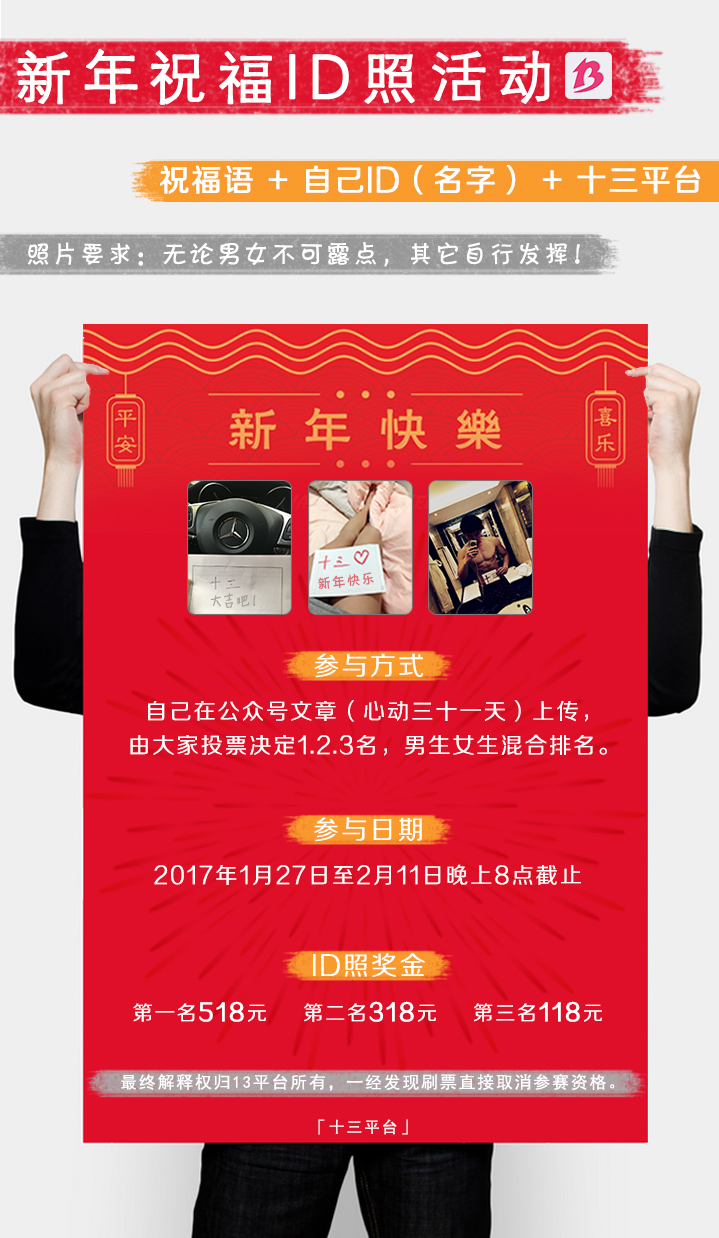 新年祝福ID照活动
祝福语 + 自己ID（名字） + 十三平台
照片要求：无论男女不可露点，其它自行发挥！
平安
喜乐
新年快樂
十三
大吉吧！
十三
新年快乐
参与方式
自己在公众号文章（心动三十一天）上传，
由大家投票决定1.2.3名，男生女生混合排名。
参与日期
2017年1月27日至2月11日晚上8点截止
ID照奖金
第一名518元 第二名318元 第三名118元
最终解释权归13平台所有，一经发现刷票直接取消参赛资格。
「十三平台」